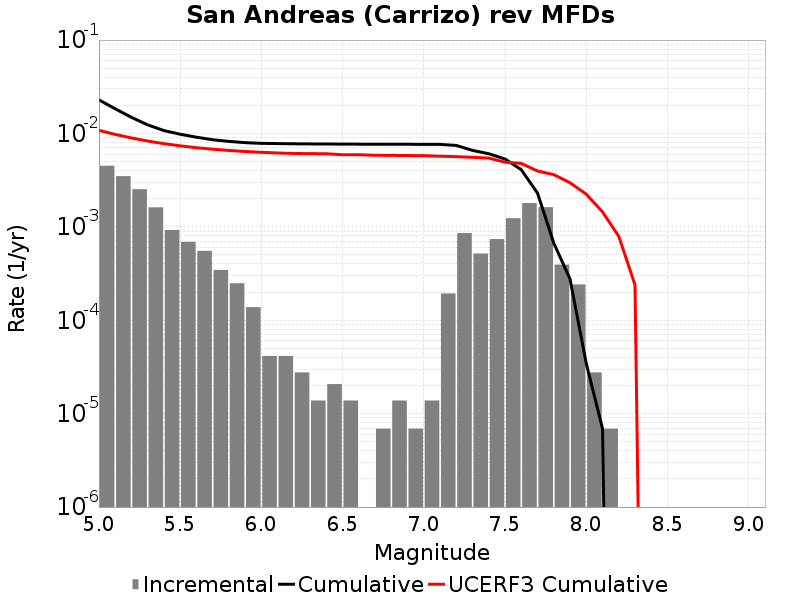 San Andreas (Carrizo) rev MFDs
10-1
10-2
10-3
10-4
10-5
10-6
Rate (1/yr)
5.0 5.5 6.0 6.5 7.0 7.5 8.0 8.5 9.0
Magnitude
Incremental Cumulative UCERF3 Cumulative